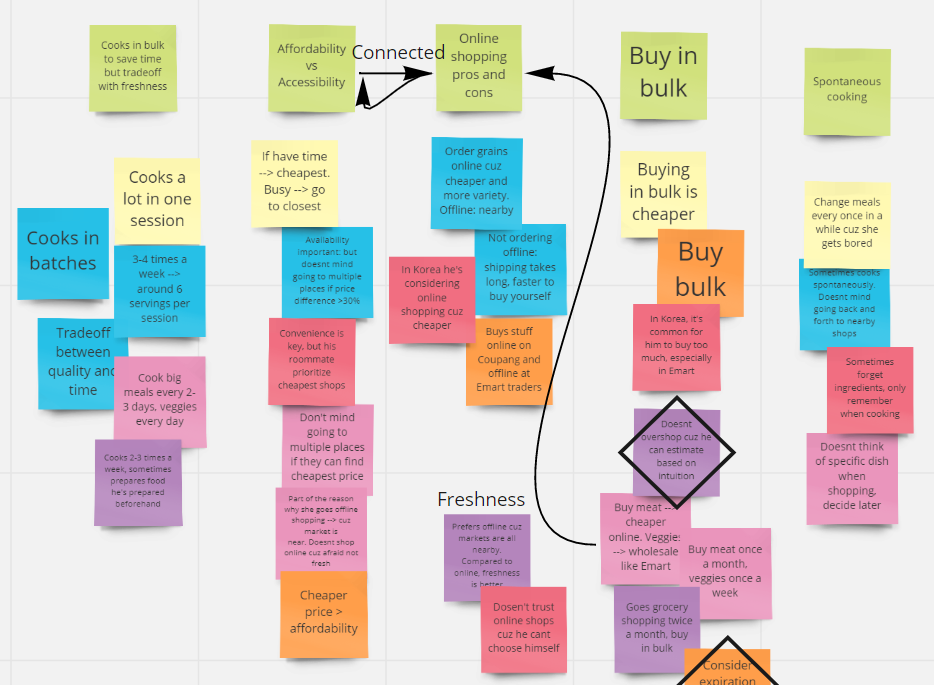 Cooks in bulk
to save time
but tradeoff
with freshness
Affordability
vs
Accessibility
Connected
Online
shopping
pros and
cons
Buy in
bulk
Spontaneous
cooking
Cooks a
lot in one
session
Cooks in
batches
3-4 times a
week -->
around 6
servings per
session
Tradeoff
between
quality and
time
Cook big
meals every 2-
3 days, veggies
every day
Cooks 2-3 times a
week, sometimes
prepares food
he's prepared
beforehand
If have time
--> cheapest.
Busy --> go
to closest
Availability
important: but
doesnt mind
going to multiple
places if price
difference >30%
Convenience is
key, but his
roommate
prioritize
cheapest shops
Don't mind
going to
multiple places
if they can find
cheapest price
Part of the reason
why she goes offline
shopping --> cuz
market is
near. Doesnt shop
online cuz afraid not
fresh
Cheaper
price >
affordability
Order grains
online cuz
cheaper and
more variety.
Offline: nearby
Not ordering
offline:
shipping takes
long, faster to
buy yourself
In Korea he's
considering
online
shopping cuz
cheaper
Buys stuff
online on
Coupang and
offline at
Emart traders
Freshness
Prefers offline cuz
markets are all
nearby.
Compared to
online, freshness
is better
Dosen't trust
online shops
cuz he cant
choose himself
Buying
in bulk is
cheaper
Buy
bulk
In Korea, it's
common for
him to buy too
much, especially
in Emart
Doesnt
overshop cuz he
can estimate
based on
intuition
Buy meat -->
cheaper
online. Veggies
--> wholesale
like Emart
Buy meat once
a month,
veggies once a
week
Goes grocery
shopping twice
a month, buy
in bulk
Consider
expiration
Change meals
every once in a
while cuz she
gets bored
Sometimes cooks
spontaneously.
Doesnt mind
going back and
forth to nearby
shops
Sometimes
forget
ingredients, only
remember
when cooking
Doesnt think
of specific dish
when
shopping,
decide later